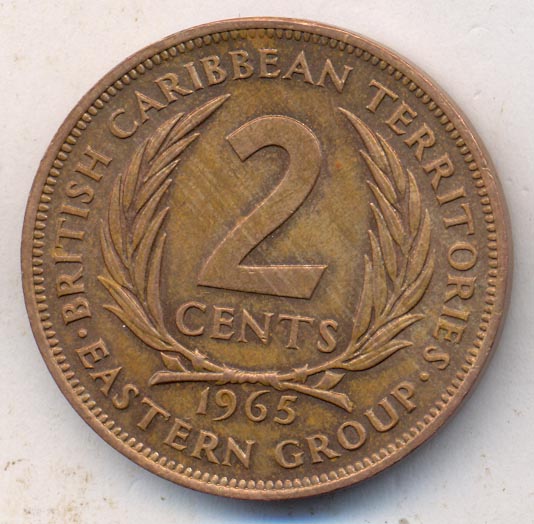 BRITISH CARIBBEAN TERRITORIES
2
CENTS
1965
· EASTERN GROUP ·